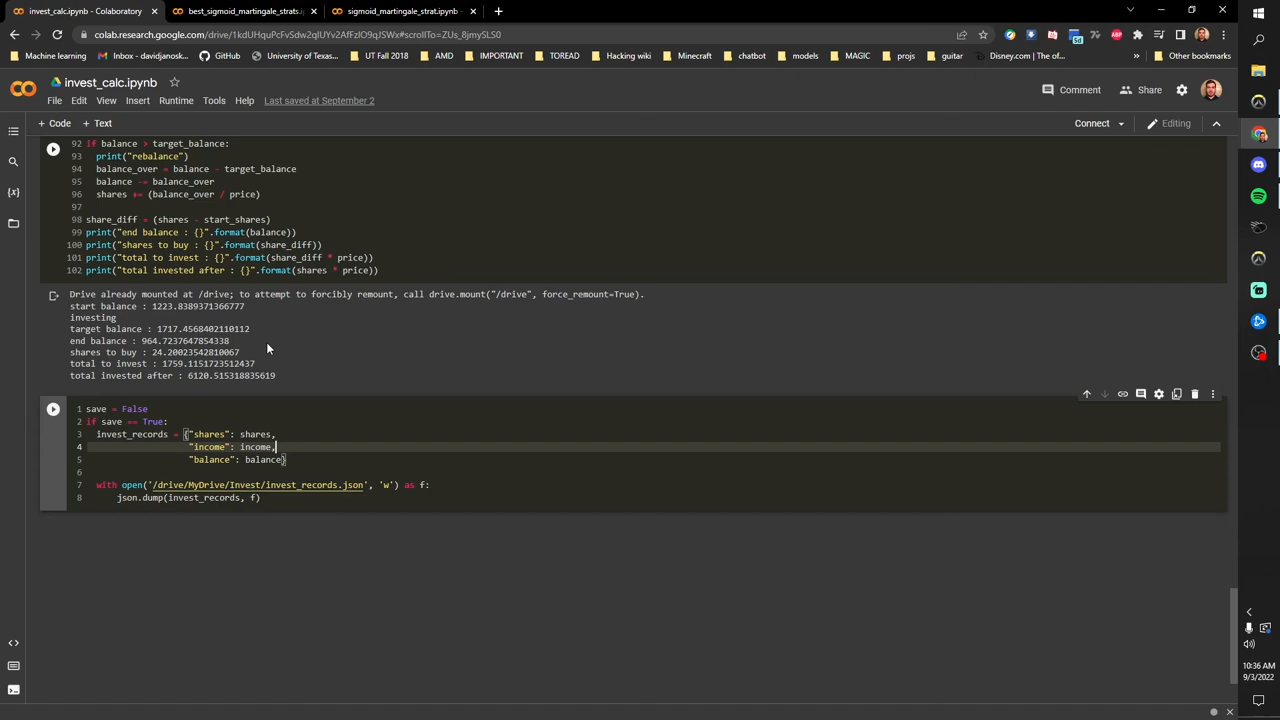 invest_calc.ipynb - Colaboratory
best_sigmoid_martingale_strats.i
sigmoid_martingale_strat.ipynb
colab.research.google.com/drive/1kdUHquPcFvSdw2qlUYv2AfFzIO9qJSWx#scrollTo=ZUs_8jmySLS0
Machine learning
Inbox - davidjanosk...
GitHub
University of Texas...
UT Fall 2018
AMD
IMPORTANT
TOREAD
Hacking wiki
Minecraft
chatbot
models
MAGIC
projs
guitar
Disney.com | The of...
Other bookmarks
invest_calc.ipynb
File Edit View Insert Runtime Tools Help Last saved at September 2
Comment
Share
+ Code + Text
Connect
Editing
92 if balance > target_balance:
93 print("rebalance")
94 balance_over = balance - target_balance
95 balance -= balance_over
96 shares += (balance_over / price)
97
98 share_diff = (shares - start_shares)
99 print("end balance : {}".format(balance))
100 print("shares to buy : {}".format(share_diff))
101 print("total to invest : {}".format(share_diff * price))
102 print("total invested after : {}".format(shares * price))
Drive already mounted at /drive; to attempt to forcibly remount, call drive.mount("/drive", force_remount=True).
start balance : 1223.8389371366777
investing
target balance : 1717.4568402110112
end balance : 964.7237647854338
shares to buy : 24.20023542810067
total to invest : 1759.1151723512437
total invested after : 6120.515318835619
1 save = False
2 if save == True:
3 invest_records = {"shares": shares,
4 "income": income,
5 "balance": balance}
6
7 with open('/drive/MyDrive/Invest/invest_records.json', 'w') as f:
8 json.dump(invest_records, f)
10:36 AM
9/3/2022